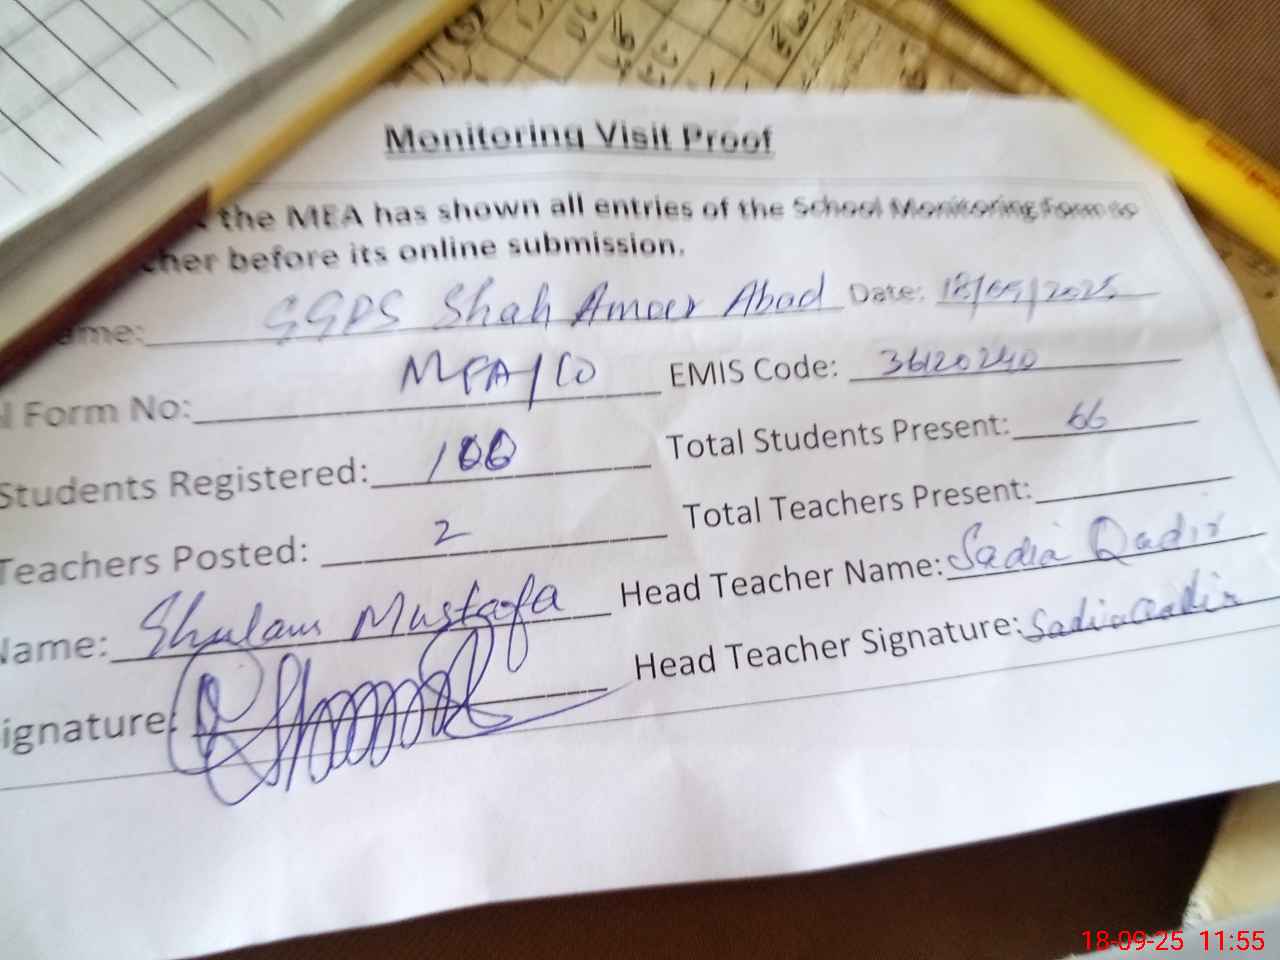 Monitoring Visit Proof
the MEA has shown all entries of the School Monitoring Form to
cher before its online submission.
ame: GGPS Shah Ameer Abad Date: 18/09/2025
Form No: MEA/CO EMIS Code: 36120240
Students Registered: 100 Total Students Present: 66
Teachers Posted: 2 Total Teachers Present:
Name: Ghulam Mustafa Head Teacher Name: Sadia Qadir
ignature: Head Teacher Signature: Sadia Qadir
18-09-25 11:55